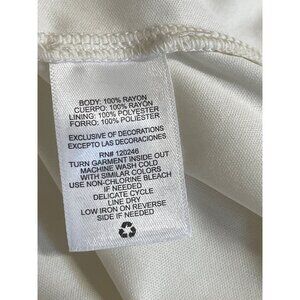 BODY: 100% RAYON
CUERPO: 100% RAYÓN
LINING: 100% POLYESTER
FORRO: 100% POLIESTER
EXCLUSIVE OF DECORATIONS
EXCEPTO LAS DECORACIONES
RN# 120246
TURN GARMENT INSIDE OUT
MACHINE WASH COLD
WITH SIMILAR COLORS
USE NON-CHLORINE BLEACH
IF NEEDED
DELICATE CYCLE
LINE DRY
LOW IRON ON REVERSE
SIDE IF NEEDED